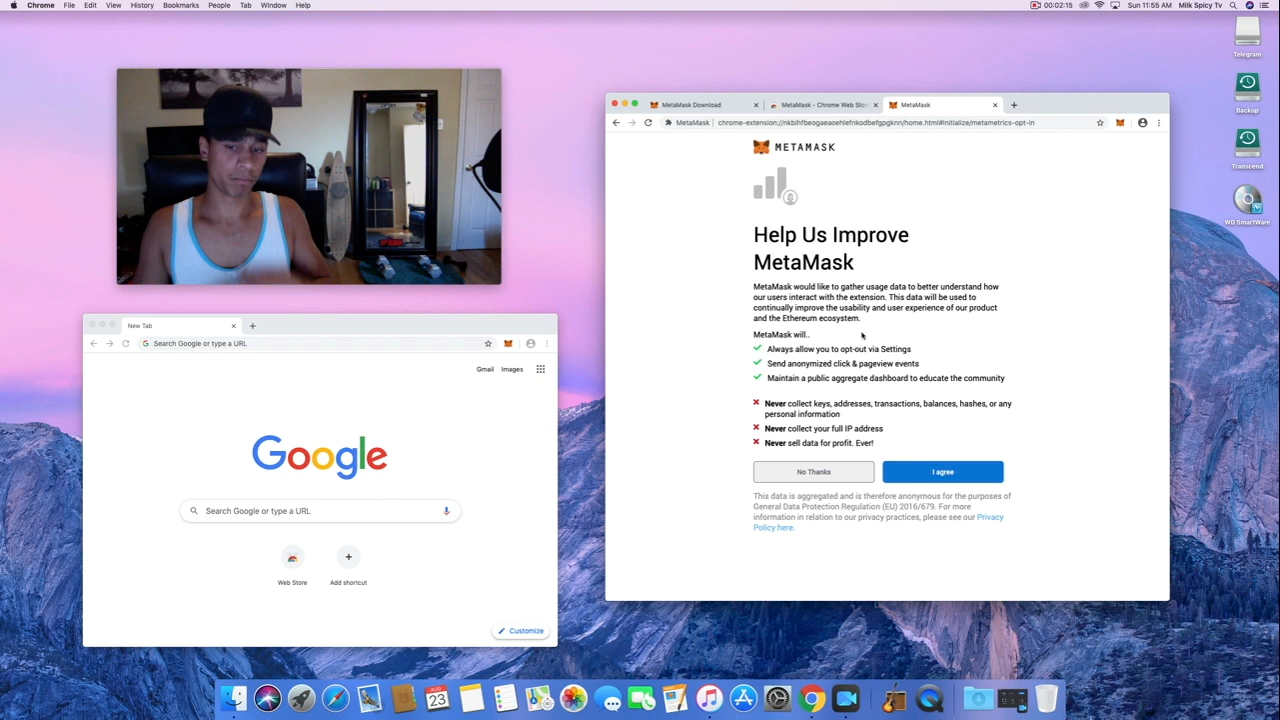 Chrome File Edit View History Bookmarks People Tab Window Help
00:02:15 Sun 11:55 AM Milk Spicy Tv
Telegram
Backup
Transcend
WD SmartWare
MetaMask Download
MetaMask - Chrome Web Stor
MetaMask
MetaMask chrome-extension://nkbihfbeogaeaoehlefnkodbefgpgknn/home.html#initialize/metametrics-opt-in
METAMASK
Help Us Improve
MetaMask
MetaMask would like to gather usage data to better understand how
our users interact with the extension. This data will be used to
continually improve the usability and user experience of our product
and the Ethereum ecosystem.
MetaMask will..
Always allow you to opt-out via Settings
Send anonymized click & pageview events
Maintain a public aggregate dashboard to educate the community
Never collect keys, addresses, transactions, balances, hashes, or any
personal information
Never collect your full IP address
Never sell data for profit. Ever!
No Thanks
I agree
This data is aggregated and is therefore anonymous for the purposes of
General Data Protection Regulation (EU) 2016/679. For more
information in relation to our privacy practices, please see our Privacy
Policy here.
New Tab
Search Google or type a URL
Gmail Images
Google
Search Google or type a URL
Web Store
Add shortcut
Customize
AUG
23